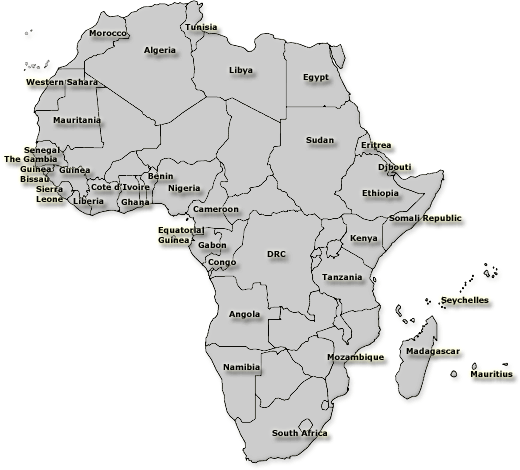 Tunisia
Morocco
Algeria
Libya
Egypt
Western Sahara
Mauritania
Sudan
Eritrea
Senegal
The Gambia
Guinea
Bissau
Guinea
Djibouti
Benin
Sierra
Leone
Cote d'Ivoire
Nigeria
Ethiopia
Liberia
Ghana
Cameroon
Somali Republic
Equatorial
Guinea
Kenya
Gabon
DRC
Congo
Tanzania
Seychelles
Angola
Madagascar
Mozambique
Namibia
Mauritius
South Africa